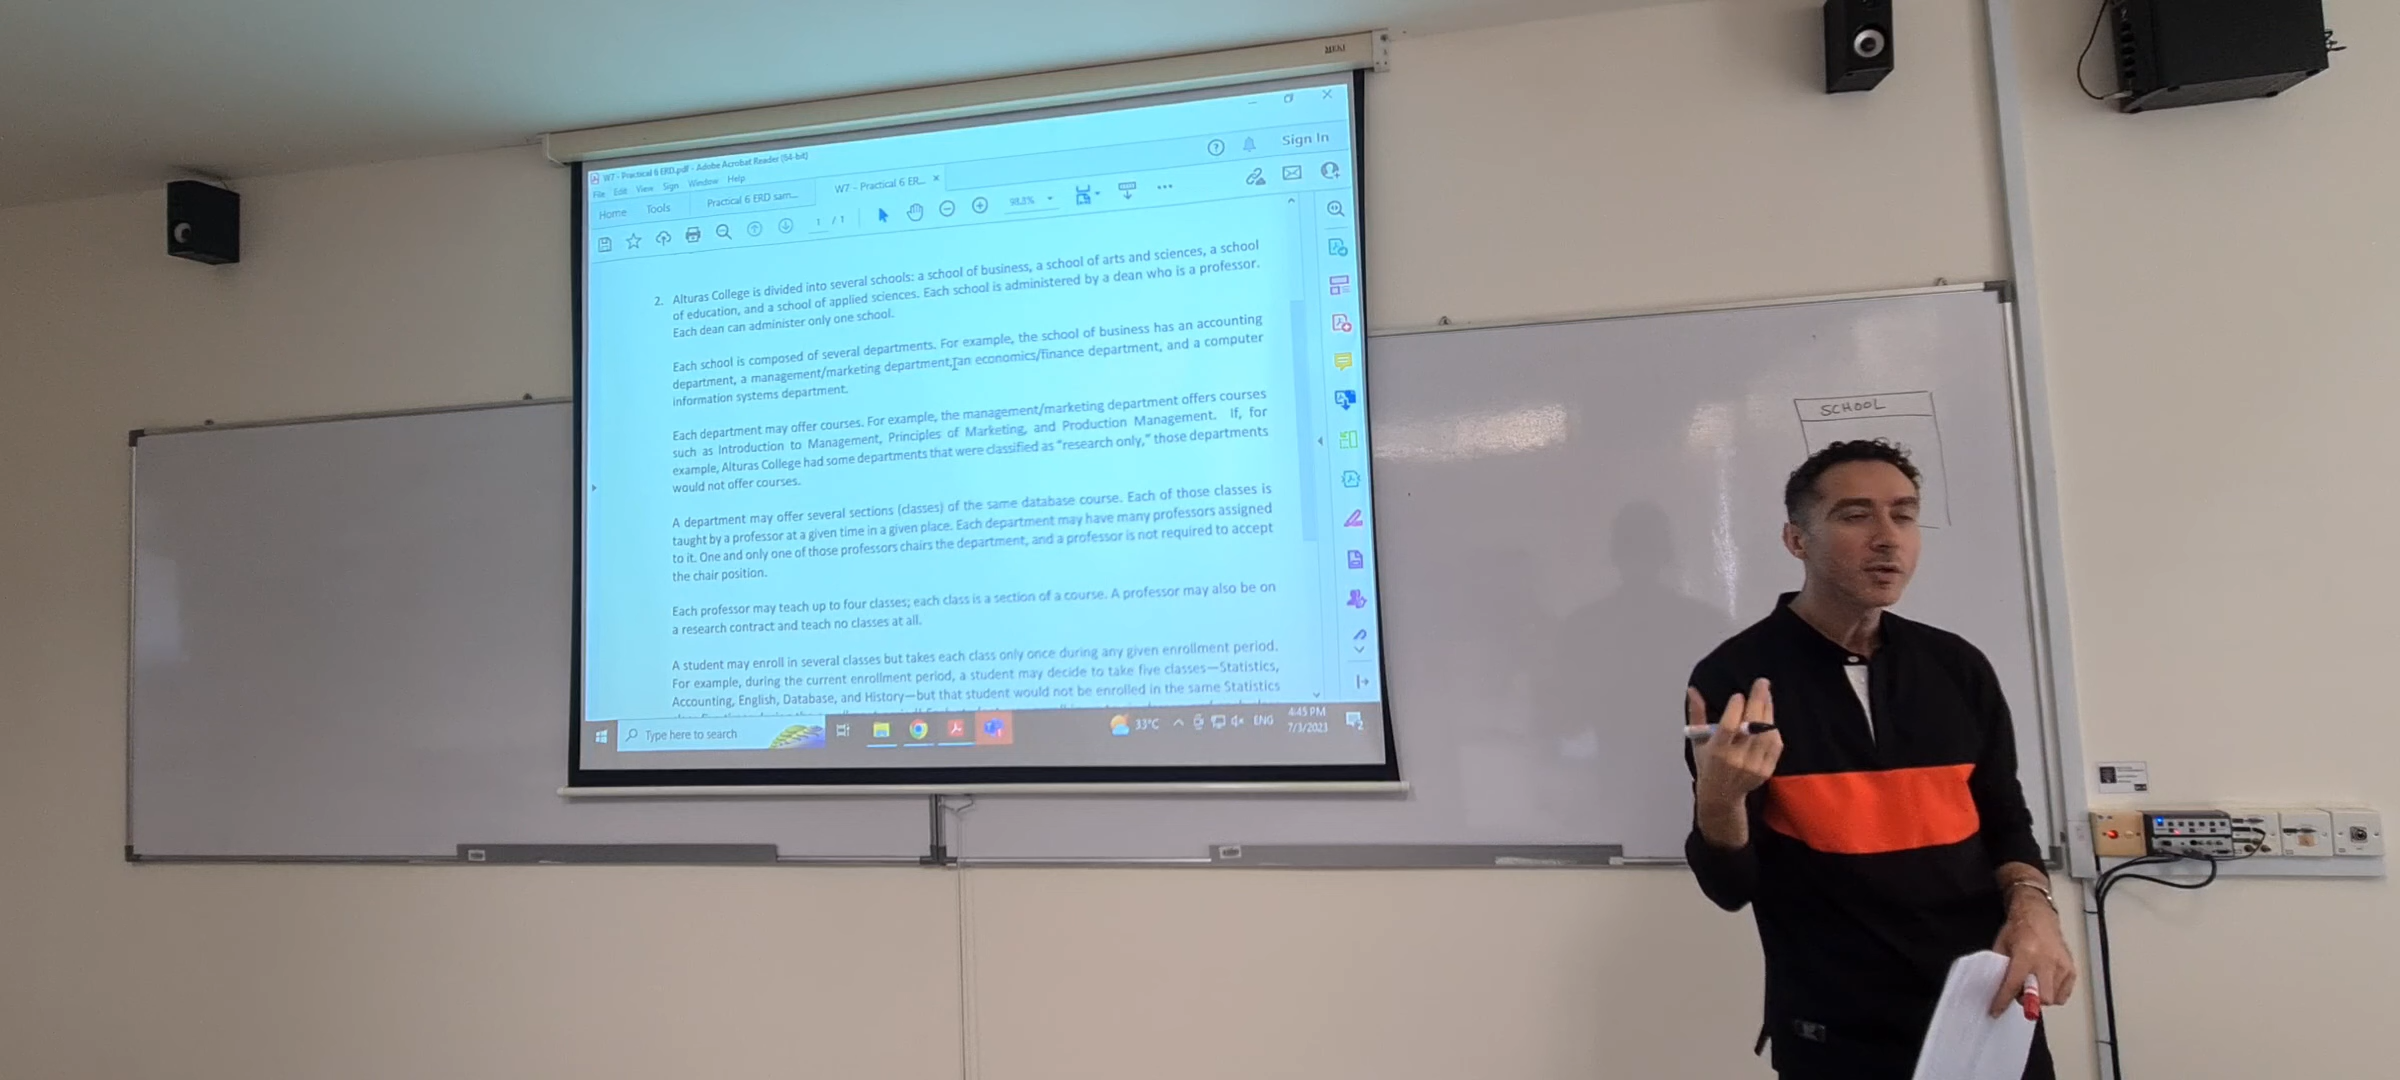 W7 - Practical 6 ERD.pdf - Adobe Acrobat Reader (64-bit)
File Edit View Sign Window Help
Sign In
Home Tools Practical 6 ERD sam... W7 - Practical 6 ER... ×
1 / 1 98.3%
2. Alturas College is divided into several schools: a school of business, a school of arts and sciences, a school
of education, and a school of applied sciences. Each school is administered by a dean who is a professor.
Each dean can administer only one school.
Each school is composed of several departments. For example, the school of business has an accounting
department, a management/marketing department, an economics/finance department, and a computer
information systems department.
Each department may offer courses. For example, the management/marketing department offers courses
such as Introduction to Management, Principles of Marketing, and Production Management. If, for
example, Alturas College had some departments that were classified as "research only," those departments
would not offer courses.
A department may offer several sections (classes) of the same database course. Each of those classes is
taught by a professor at a given time in a given place. Each department may have many professors assigned
to it. One and only one of those professors chairs the department, and a professor is not required to accept
the chair position.
Each professor may teach up to four classes; each class is a section of a course. A professor may also be on
a research contract and teach no classes at all.
A student may enroll in several classes but takes each class only once during any given enrollment period.
For example, during the current enrollment period, a student may decide to take five classes—Statistics,
Accounting, English, Database, and History—but that student would not be enrolled in the same Statistics
Type here to search
33°C ENG
4:45 PM
7/3/2023
2
SCHOOL